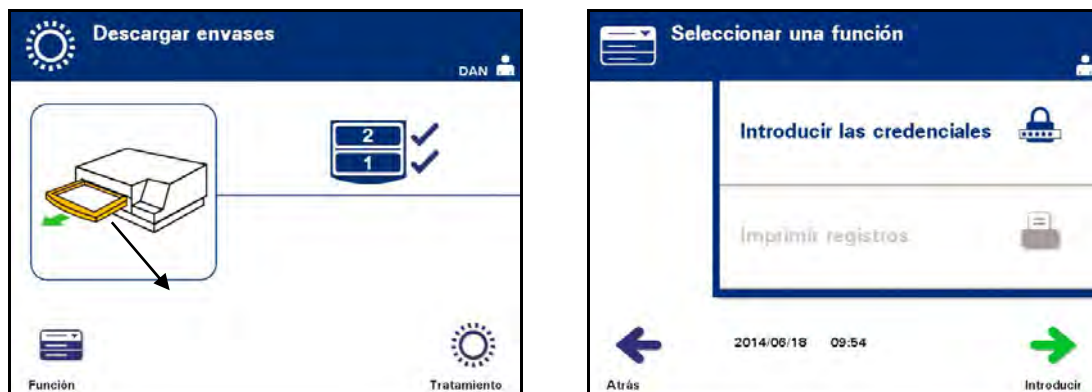 Descargar envases
DAN
2
1
Función
Tratamiento
Seleccionar una función
Introducir las credenciales
Imprimir registros
Atrás
2014/06/18 09:54
Introducir